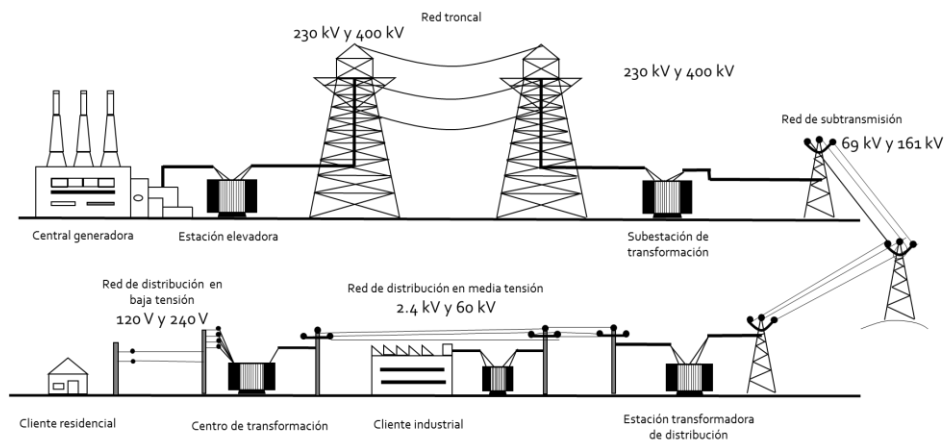 Red troncal
230 kV y 400 kV
230 kV y 400 kV
Red de subtransmisión
69 kV y 161 kV
Central generadora
Estación elevadora
Subestación de
transformación
Red de distribución en
baja tensión
120 V y 240 V
Red de distribución en media tensión
2.4 kV y 60 kV
Cliente residencial
Centro de transformación
Cliente industrial
Estación transformadora
de distribución